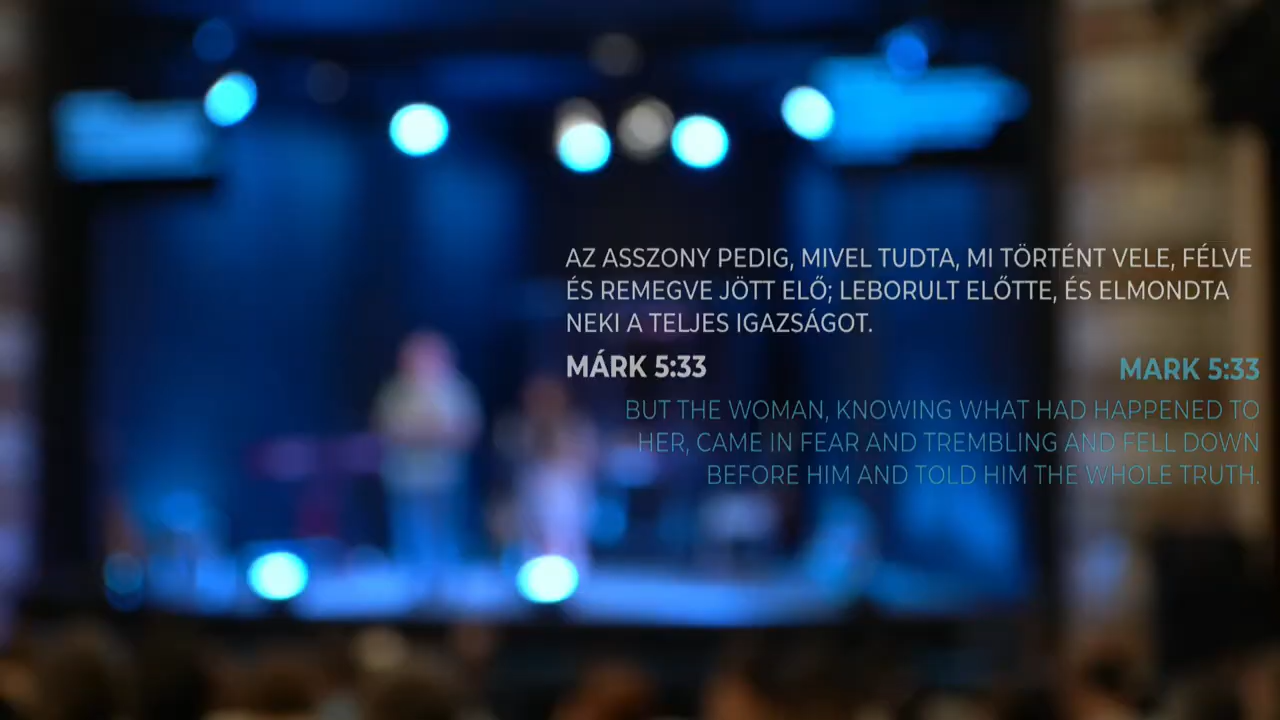 AZ ASSZONY PEDIG, MIVEL TUDTA, MI TÖRTÉNT VELE, FÉLVE
ÉS REMEGVE JÖTT ELŐ; LEBORULT ELŐTTE, ÉS ELMONDTA
NEKI A TELJES IGAZSÁGOT.
MÁRK 5:33
MARK 5:33
BUT THE WOMAN, KNOWING WHAT HAD HAPPENED TO
HER, CAME IN FEAR AND TREMBLING AND FELL DOWN
BEFORE HIM AND TOLD HIM THE WHOLE TRUTH.